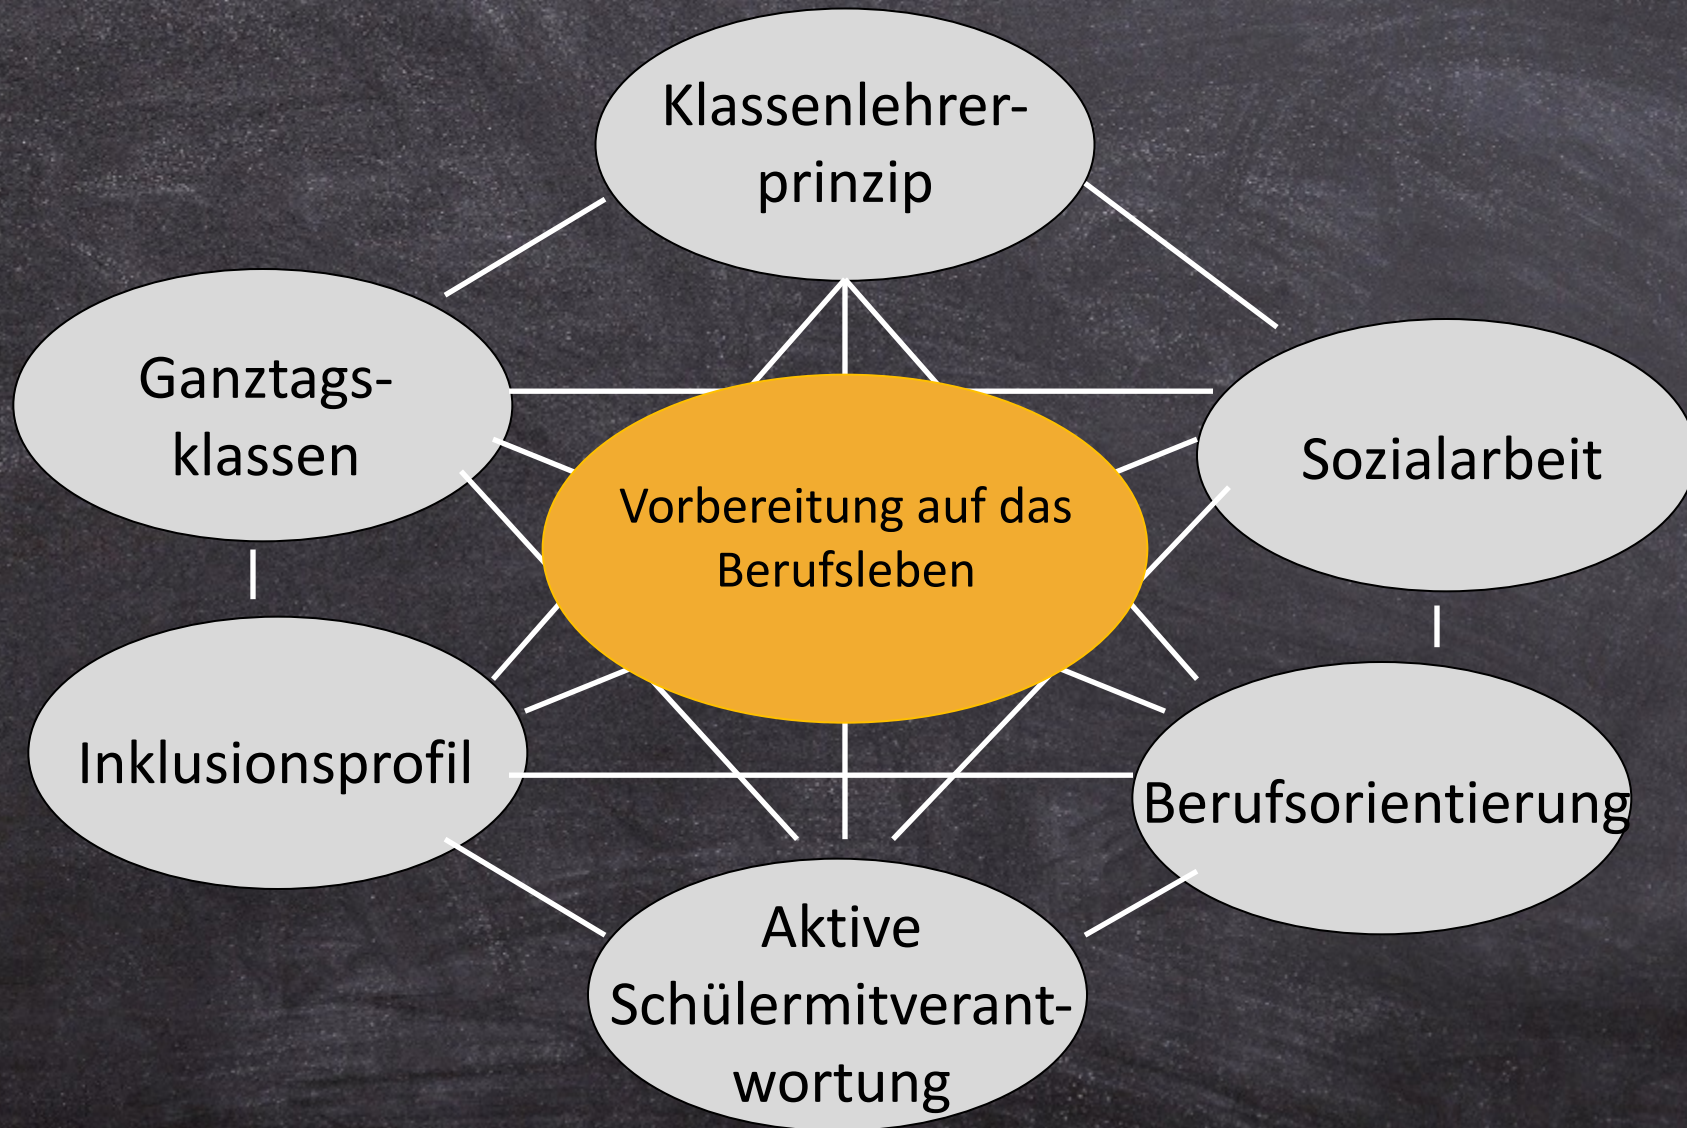 Klassenlehrer-
prinzip
Ganztags-
klassen
Sozialarbeit
Vorbereitung auf das
Berufsleben
Inklusionsprofil
Berufsorientierung
Aktive
Schülermitverant-
wortung